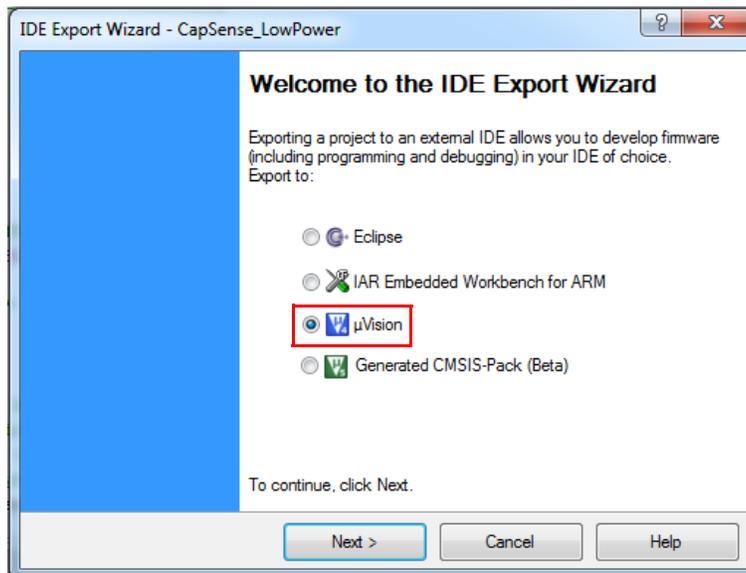 IDE Export Wizard - CapSense_LowPower
Welcome to the IDE Export Wizard
Exporting a project to an external IDE allows you to develop firmware
(including programming and debugging) in your IDE of choice.
Export to:
Eclipse
IAR Embedded Workbench for ARM
µVision
Generated CMSIS-Pack (Beta)
To continue, click Next.
Next >
Cancel
Help